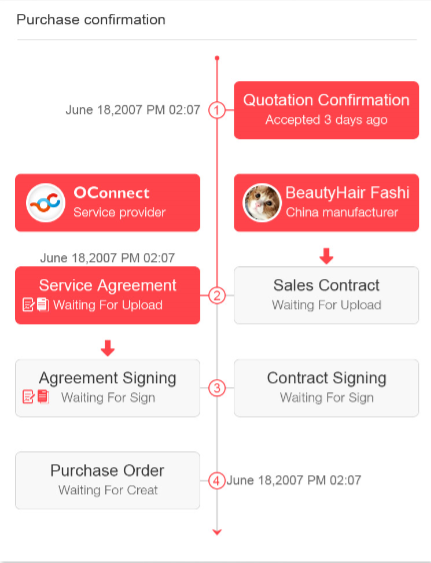 Purchase confirmation
June 18,2007 PM 02:07
1
Quotation Confirmation
Accepted 3 days ago
OConnect
Service provider
BeautyHair Fashi
China manufacturer
June 18,2007 PM 02:07
Service Agreement
Waiting For Upload
2
Sales Contract
Waiting For Upload
Agreement Signing
Waiting For Sign
3
Contract Signing
Waiting For Sign
Purchase Order
Waiting For Creat
4
June 18,2007 PM 02:07